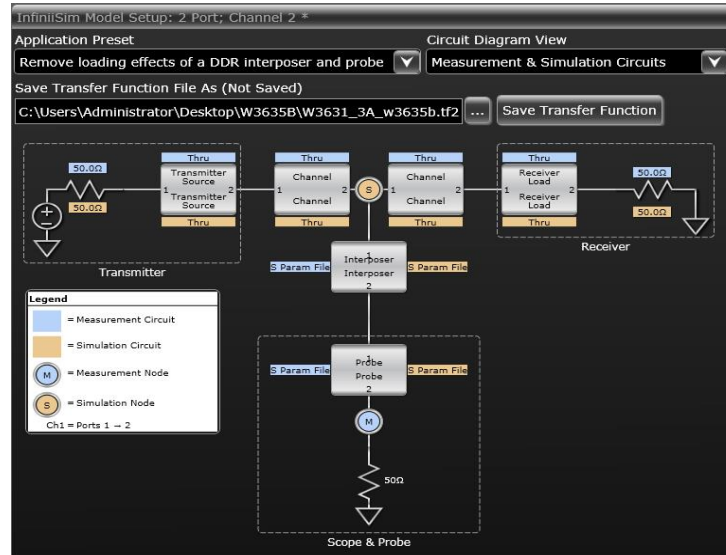 InfiniiSim Model Setup: 2 Port; Channel 2 *
Application Preset
Circuit Diagram View
Remove loading effects of a DDR interposer and probe
Measurement & Simulation Circuits
Save Transfer Function File As (Not Saved)
C:\Users\Administrator\Desktop\W3635B\W3631_3A_w3635b.tf2
...
Save Transfer Function
50.0Ω
50.0Ω
Thru
Transmitter
Source
1 2
Transmitter
Source
Thru
Transmitter
Thru
Channel
1 2
Channel
Thru
S
Thru
Channel
1 2
Channel
Thru
Thru
Receiver
Load
1 2
Receiver
Load
Thru
50.0Ω
50.0Ω
Receiver
S Param File
1
Interposer
Interposer
2
S Param File
Legend
= Measurement Circuit
= Simulation Circuit
M = Measurement Node
S = Simulation Node
Ch1 = Ports 1 → 2
S Param File
1
Probe
Probe
2
S Param File
M
50Ω
Scope & Probe